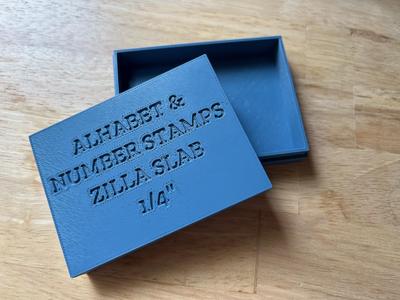 ALHABET &
NUMBER STAMPS
ZILLA SLAB
1/4"